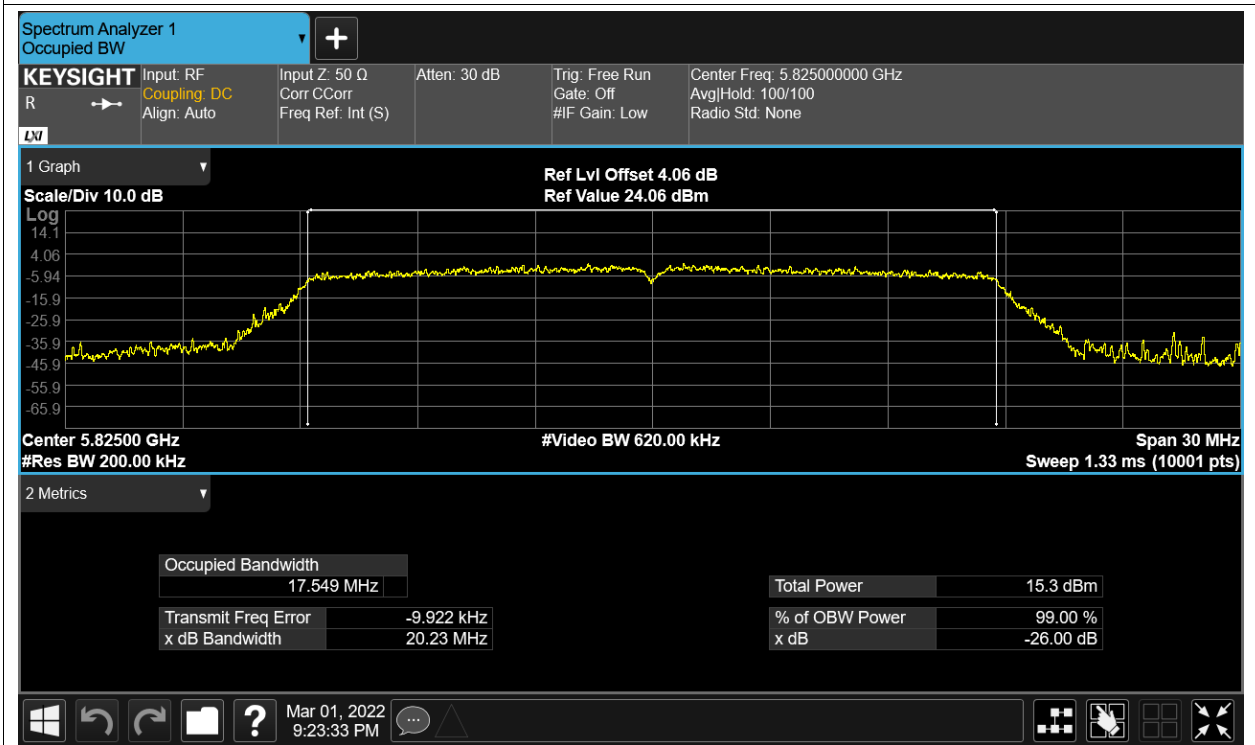 Spectrum Analyzer 1
Occupied BW
KEYSIGHT
R
LXI
Input: RF
Coupling: DC
Align: Auto
Input Z: 50 Ω
Corr CCorr
Freq Ref: Int (S)
Atten: 30 dB
Trig: Free Run
Gate: Off
#IF Gain: Low
Center Freq: 5.825000000 GHz
Avg|Hold: 100/100
Radio Std: None
1 Graph
Scale/Div 10.0 dB
Ref Lvl Offset 4.06 dB
Ref Value 24.06 dBm
Log
14.1
4.06
-5.94
-15.9
-25.9
-35.9
-45.9
-55.9
-65.9
Center 5.82500 GHz
#Video BW 620.00 kHz
Span 30 MHz
#Res BW 200.00 kHz
Sweep 1.33 ms (10001 pts)
2 Metrics
Occupied Bandwidth
17.549 MHz
Total Power 15.3 dBm
Transmit Freq Error -9.922 kHz
% of OBW Power 99.00 %
x dB Bandwidth 20.23 MHz
x dB -26.00 dB
?
Mar 01, 2022
9:23:33 PM